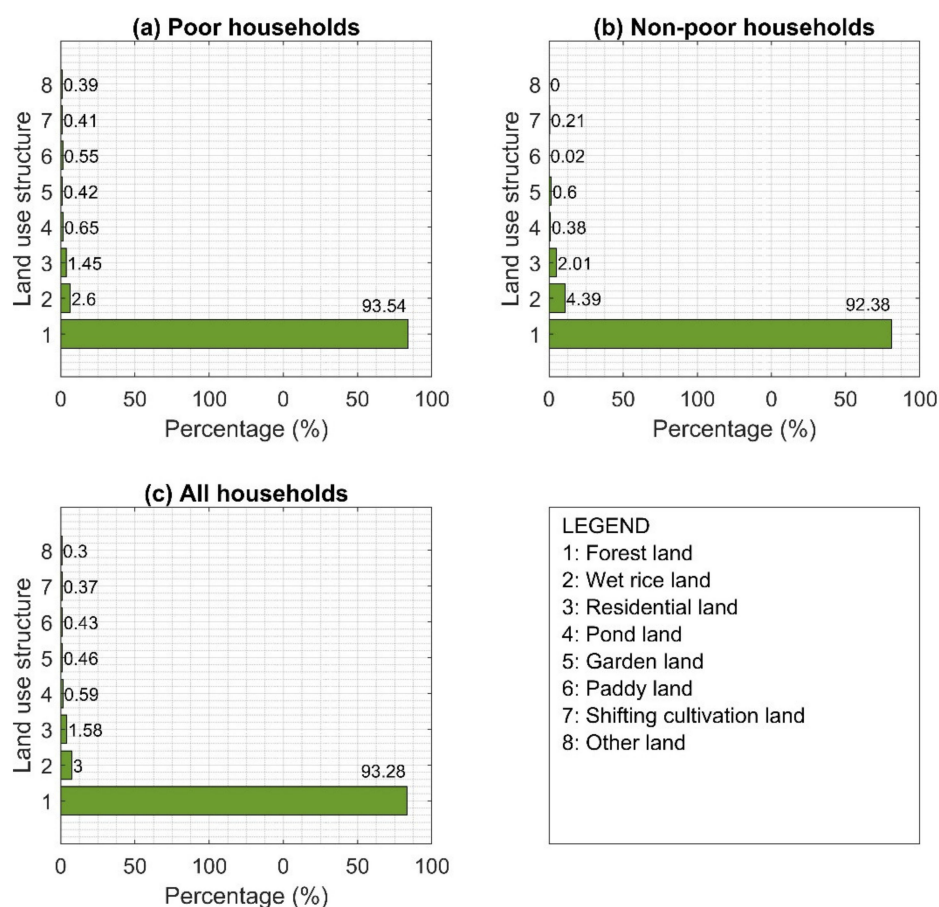 (a) Poor households
Land use structure
8 0.39
7 0.41
6 0.55
5 0.42
4 0.65
3 1.45
2 2.6
1 93.54
0 50 100 0 50 100
Percentage (%)
(b) Non-poor households
Land use structure
8 0
7 0.21
6 0.02
5 0.6
4 0.38
3 2.01
2 4.39
1 92.38
0 50 100 0 50 100
Percentage (%)
(c) All households
Land use structure
8 0.3
7 0.37
6 0.43
5 0.46
4 0.59
3 1.58
2 3
1 93.28
0 50 100 0 50 100
Percentage (%)
LEGEND
1: Forest land
2: Wet rice land
3: Residential land
4: Pond land
5: Garden land
6: Paddy land
7: Shifting cultivation land
8: Other land